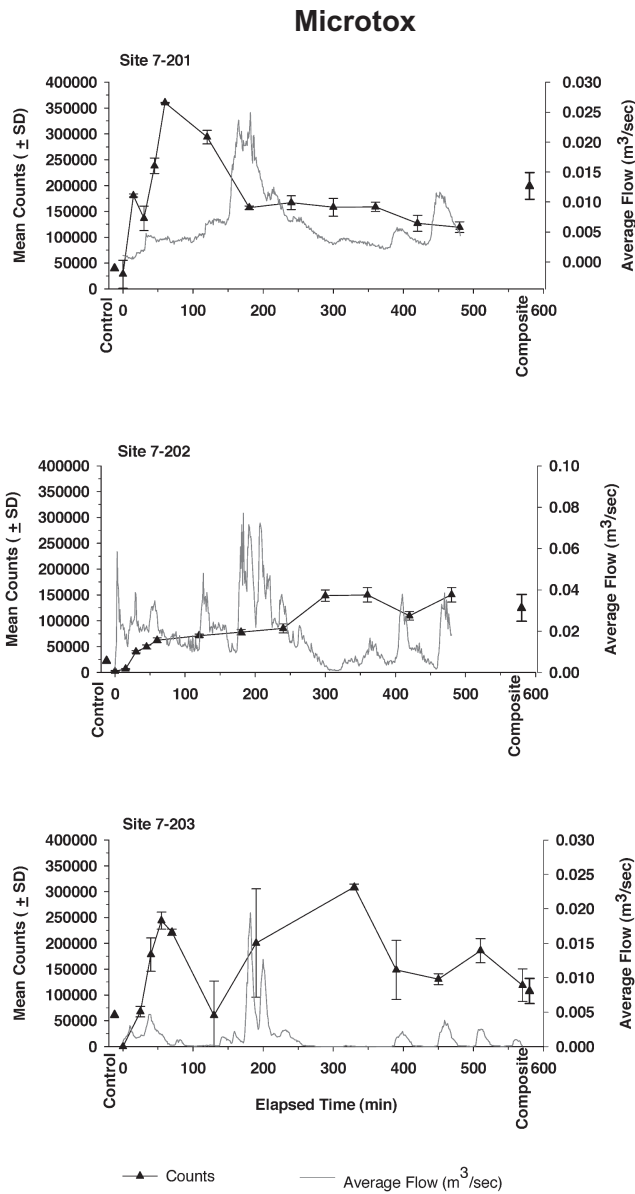 Microtox
Site 7-201
Mean Counts ( ± SD)
400000
350000
300000
250000
200000
150000
100000
50000
0
0.030
0.025
0.020
0.015
0.010
0.005
0.000
Average Flow (m3/sec)
Control
0 100 200 300 400 500 600
Composite
Site 7-202
Mean Counts ( ± SD)
400000
350000
300000
250000
200000
150000
100000
50000
0
0.10
0.08
0.06
0.04
0.02
0.00
Average Flow (m3/sec)
Control
0 100 200 300 400 500 600
Composite
Site 7-203
Mean Counts ( ± SD)
400000
350000
300000
250000
200000
150000
100000
50000
0
0.030
0.025
0.020
0.015
0.010
0.005
0.000
Average Flow (m3/sec)
Control
0 100 200 300 400 500 600
Composite
Elapsed Time (min)
Counts
Average Flow (m3/sec)